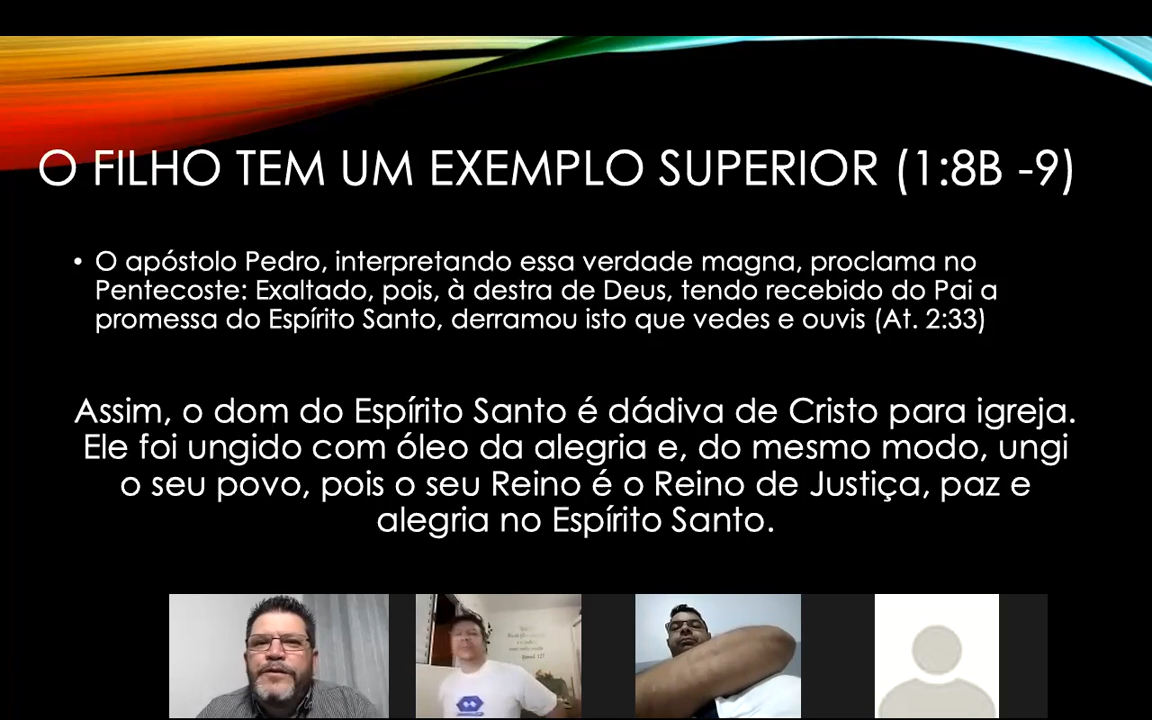 O FILHO TEM UM EXEMPLO SUPERIOR (1:8B -9)
• O apóstolo Pedro, interpretando essa verdade magna, proclama no
Pentecoste: Exaltado, pois, à destra de Deus, tendo recebido do Pai a
promessa do Espírito Santo, derramou isto que vedes e ouvis (At. 2:33)
Assim, o dom do Espírito Santo é dádiva de Cristo para igreja.
Ele foi ungido com óleo da alegria e, do mesmo modo, ungi
o seu povo, pois o seu Reino é o Reino de Justiça, paz e
alegria no Espírito Santo.